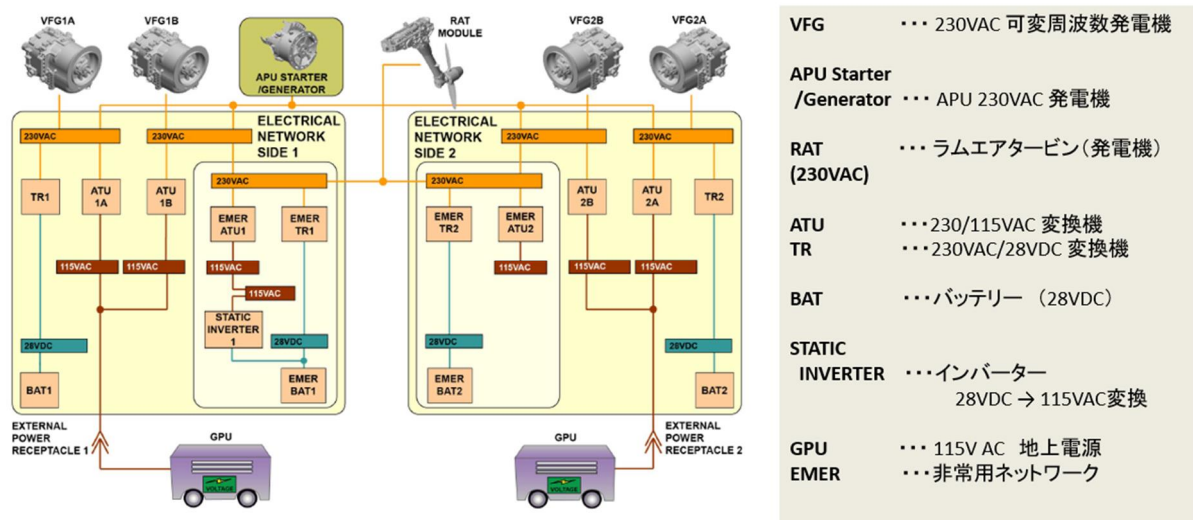 VFG1A
VFG1B
APU STARTER
/GENERATOR
RAT
MODULE
VFG2B
VFG2A
ELECTRICAL
NETWORK
SIDE 1
ELECTRICAL
NETWORK
SIDE 2
230VAC
230VAC
230VAC
230VAC
230VAC
230VAC
TR1
ATU
1A
ATU
1B
EMER
ATU1
EMER
TR1
EMER
TR2
EMER
ATU2
ATU
2B
ATU
2A
TR2
115VAC
115VAC
115VAC
115VAC
115VAC
115VAC
115VAC
STATIC
INVERTER
1
28VDC
28VDC
28VDC
28VDC
BAT1
EMER
BAT1
EMER
BAT2
BAT2
EXTERNAL
POWER
RECEPTACLE 1
GPU
GPU
EXTERNAL
POWER
RECEPTACLE 2
VOLTAGE
VOLTAGE
VFG ・・・ 230VAC 可変周波数発電機
APU Starter
/Generator ・・・ APU 230VAC 発電機
RAT ・・・ ラムエアタービン(発電機)
(230VAC)
ATU ・・・230/115VAC 変換機
TR ・・・230VAC/28VDC 変換機
BAT ・・・バッテリー (28VDC)
STATIC
INVERTER ・・・インバーター
28VDC → 115VAC変換
GPU ・・・ 115V AC 地上電源
EMER ・・・非常用ネットワーク